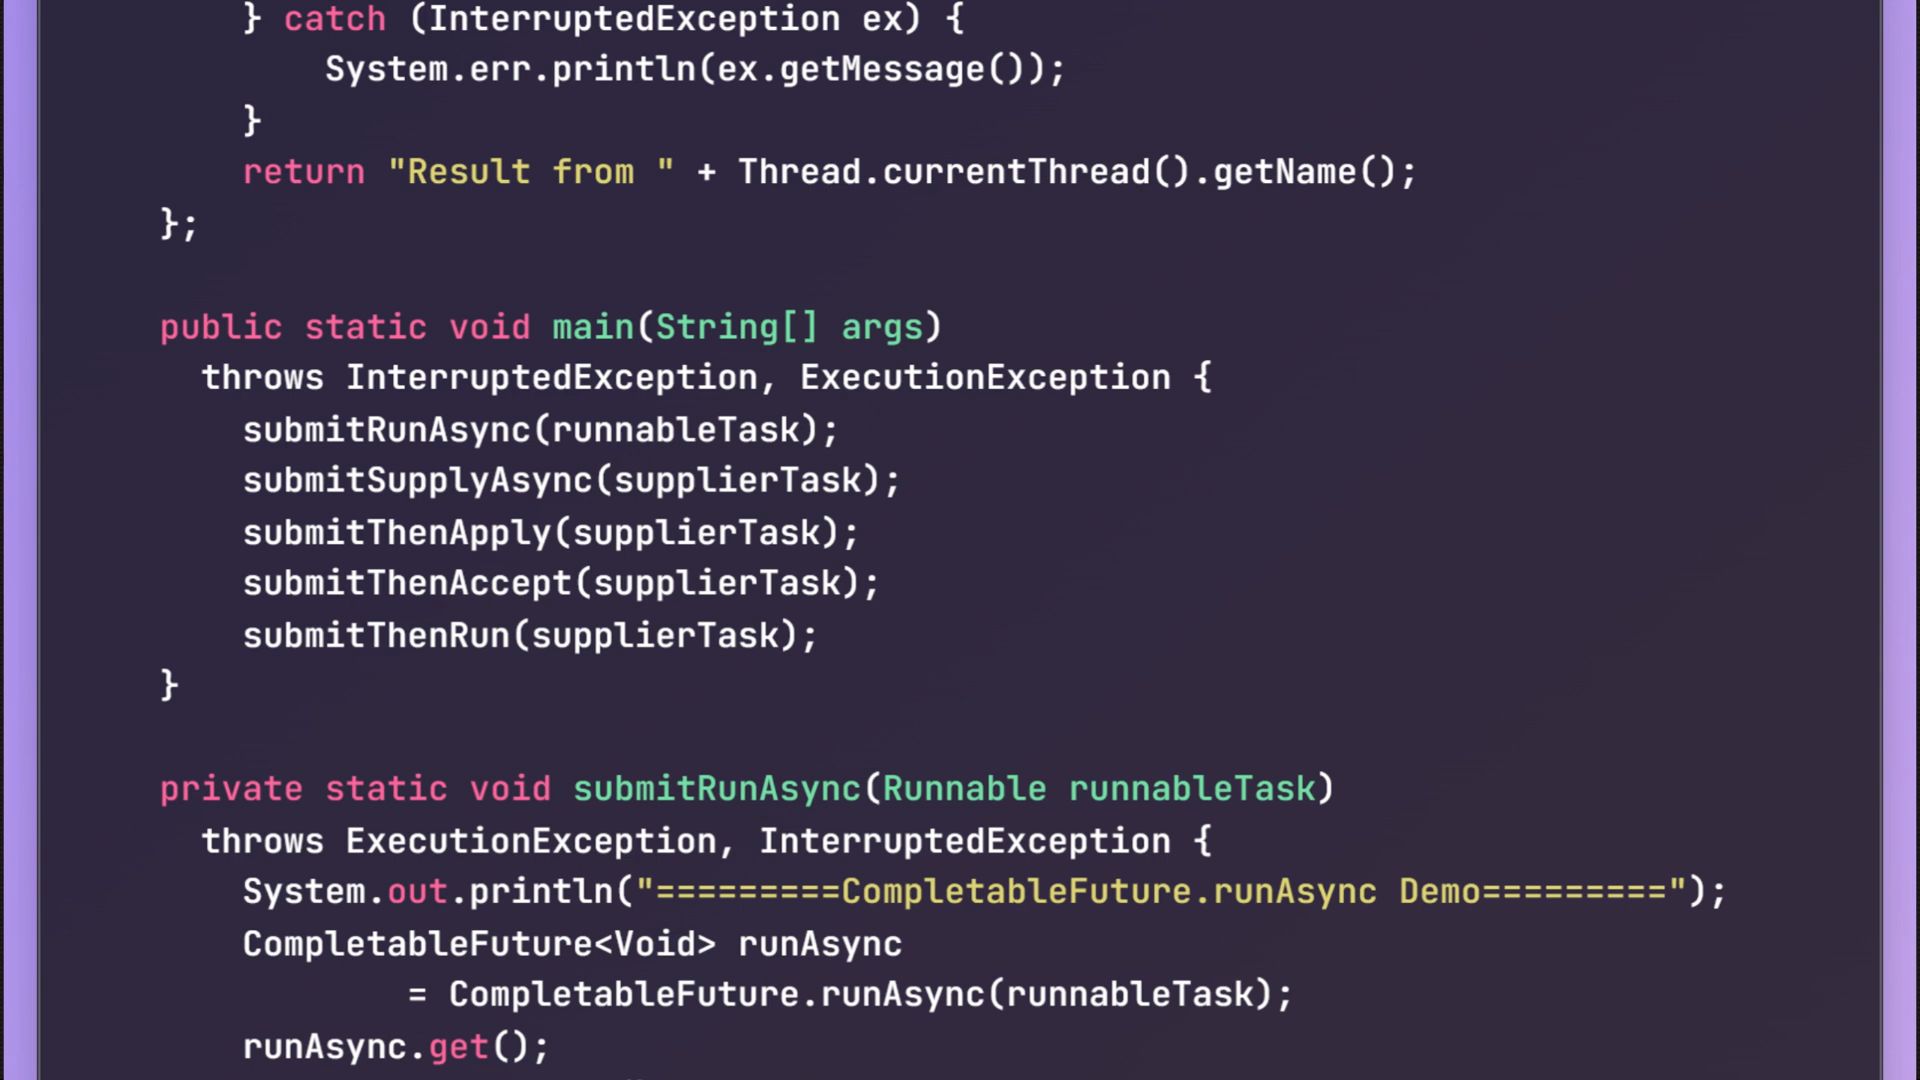 } catch (InterruptedException ex) {
System.err.println(ex.getMessage());
}
return "Result from " + Thread.currentThread().getName();
};
public static void main(String[] args)
throws InterruptedException, ExecutionException {
submitRunAsync(runnableTask);
submitSupplyAsync(supplierTask);
submitThenApply(supplierTask);
submitThenAccept(supplierTask);
submitThenRun(supplierTask);
}
private static void submitRunAsync(Runnable runnableTask)
throws ExecutionException, InterruptedException {
System.out.println("=========CompletableFuture.runAsync Demo=========");
CompletableFuture<Void> runAsync
= CompletableFuture.runAsync(runnableTask);
runAsync.get();